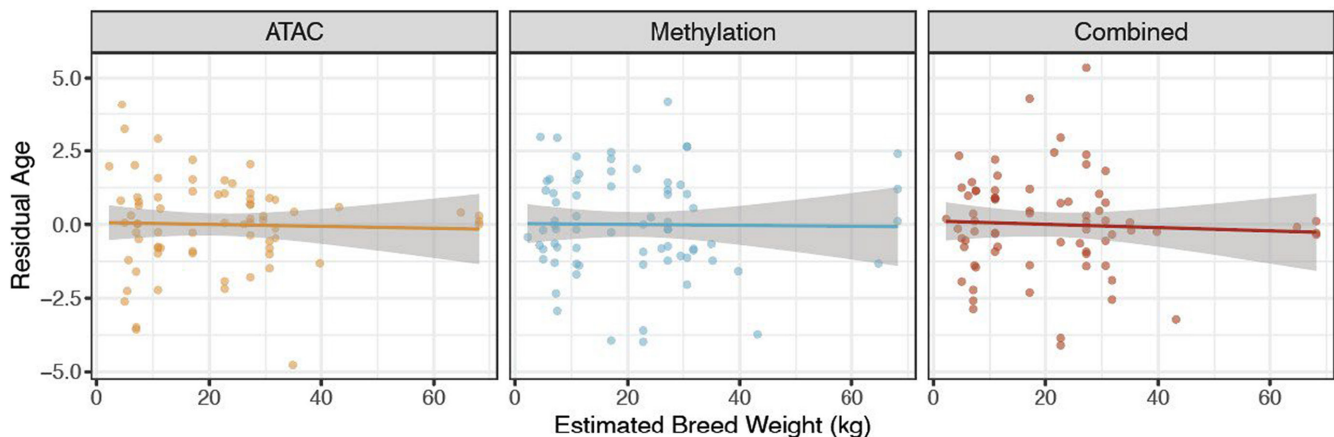 ATAC Methylation Combined
Residual Age
5.0
2.5
0.0
−2.5
−5.0
0 20 40 60 0 20 40 60 0 20 40 60
Estimated Breed Weight (kg)